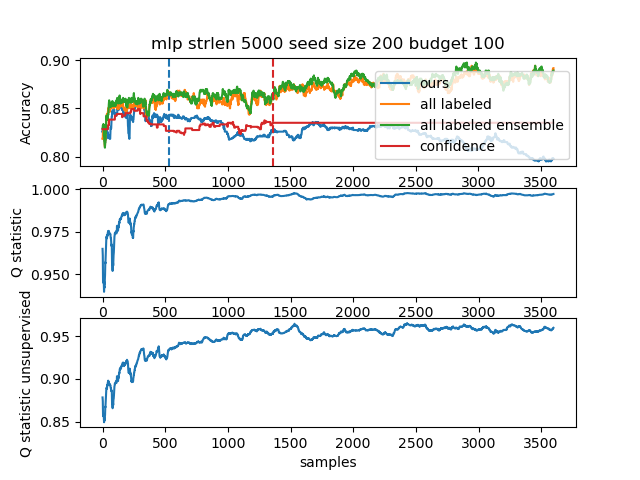 mlp strlen 5000 seed size 200 budget 100
Accuracy
0.90
0.85
0.80
ours
all labeled
all labeled ensemble
confidence
0 500 1000 1500 2000 2500 3000 3500
Q statistic
1.000
0.975
0.950
0 500 1000 1500 2000 2500 3000 3500
Q statistic unsupervised
0.95
0.90
0.85
0 500 1000 1500 2000 2500 3000 3500
samples